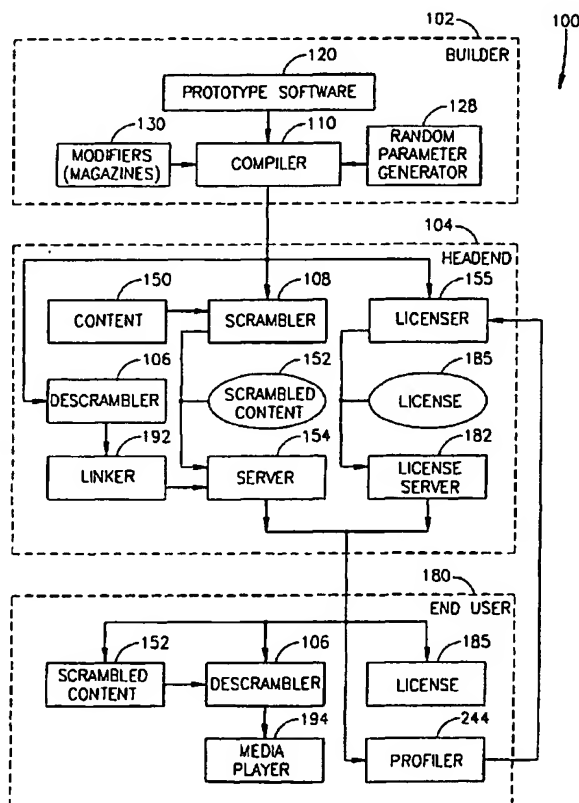 100
102
BUILDER
120
PROTOTYPE SOFTWARE
130
MODIFIERS
(MAGAZINES)
110
COMPILER
128
RANDOM
PARAMETER
GENERATOR
104
HEADEND
150
CONTENT
108
SCRAMBLER
155
LICENSER
106
DESCRAMBLER
152
SCRAMBLED
CONTENT
185
LICENSE
192
LINKER
154
SERVER
182
LICENSE
SERVER
180
END USER
152
SCRAMBLED
CONTENT
106
DESCRAMBLER
185
LICENSE
194
MEDIA
PLAYER
244
PROFILER